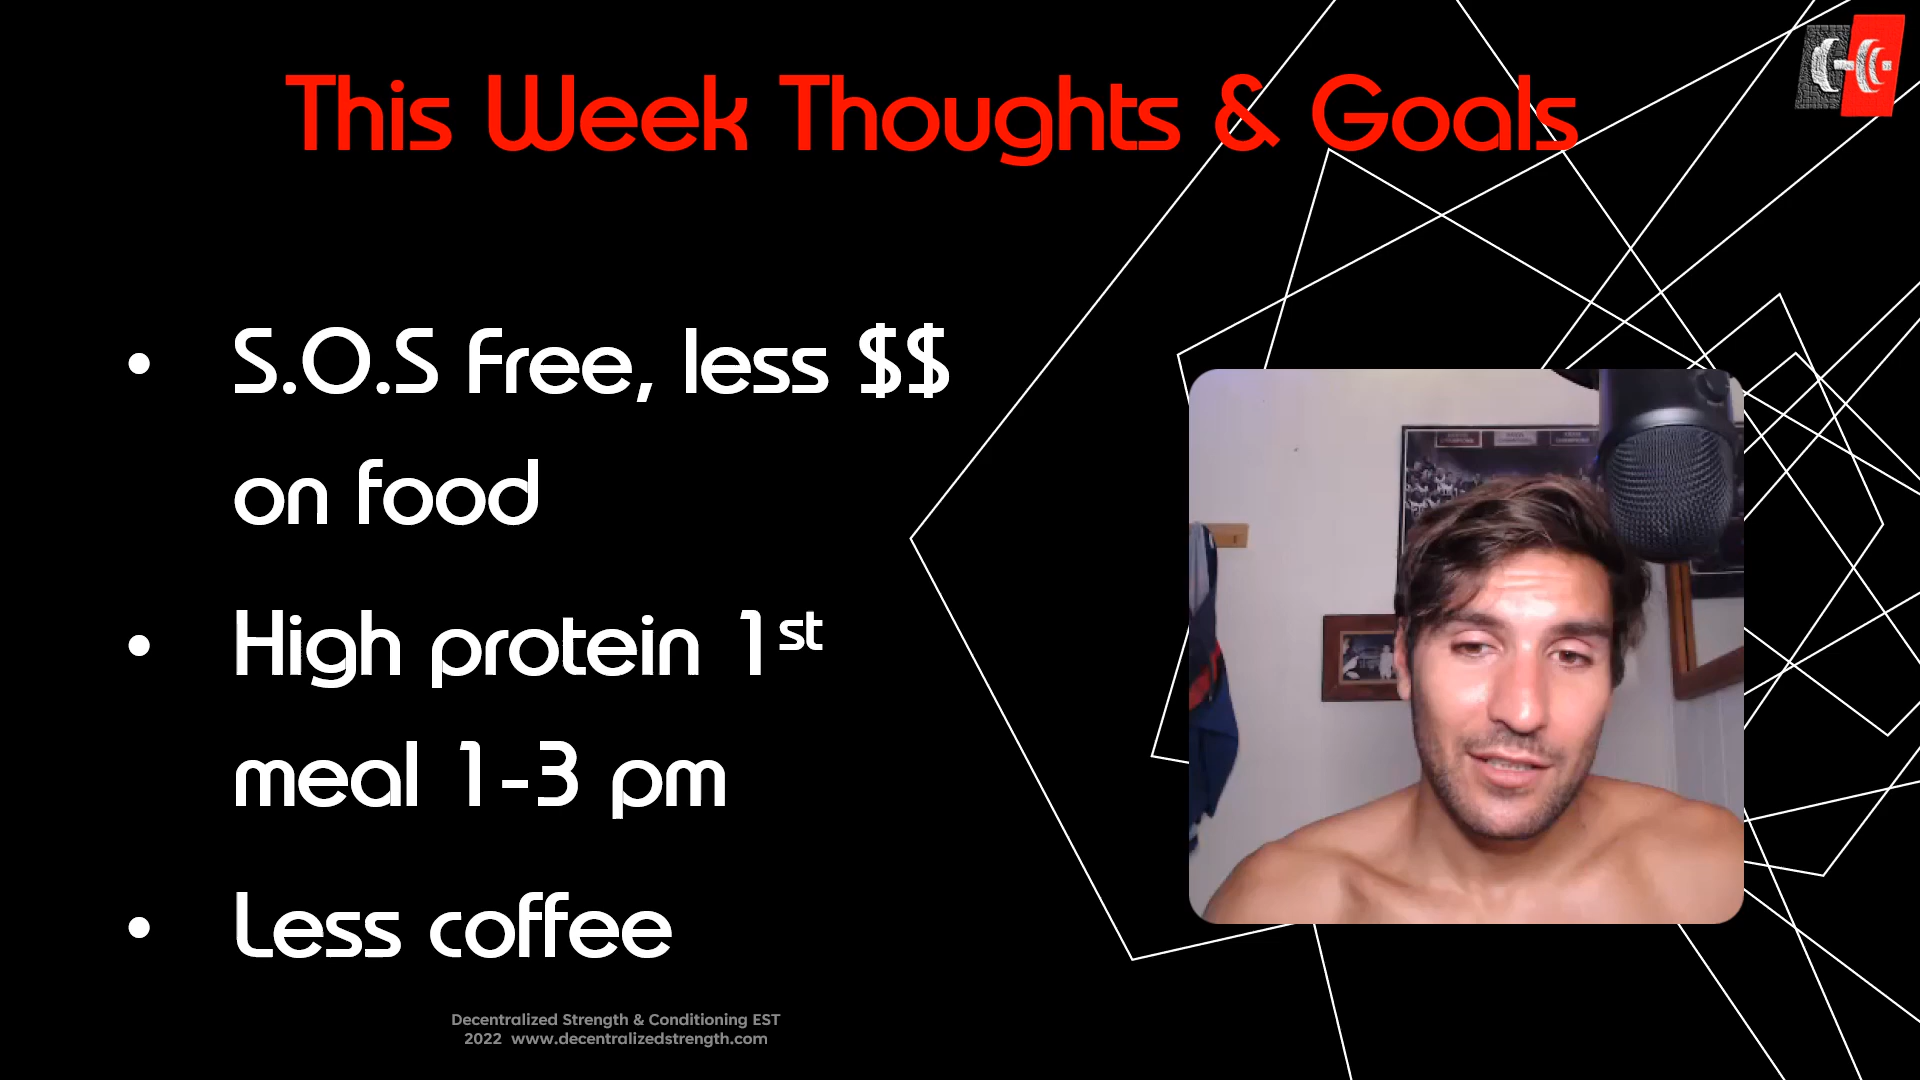 This Week Thoughts & Goals
• S.O.S Free, less $$
on food
• High protein 1st
meal 1-3 pm
• Less coffee
Decentralized Strength & Conditioning EST
2022 www.decentralizedstrength.com